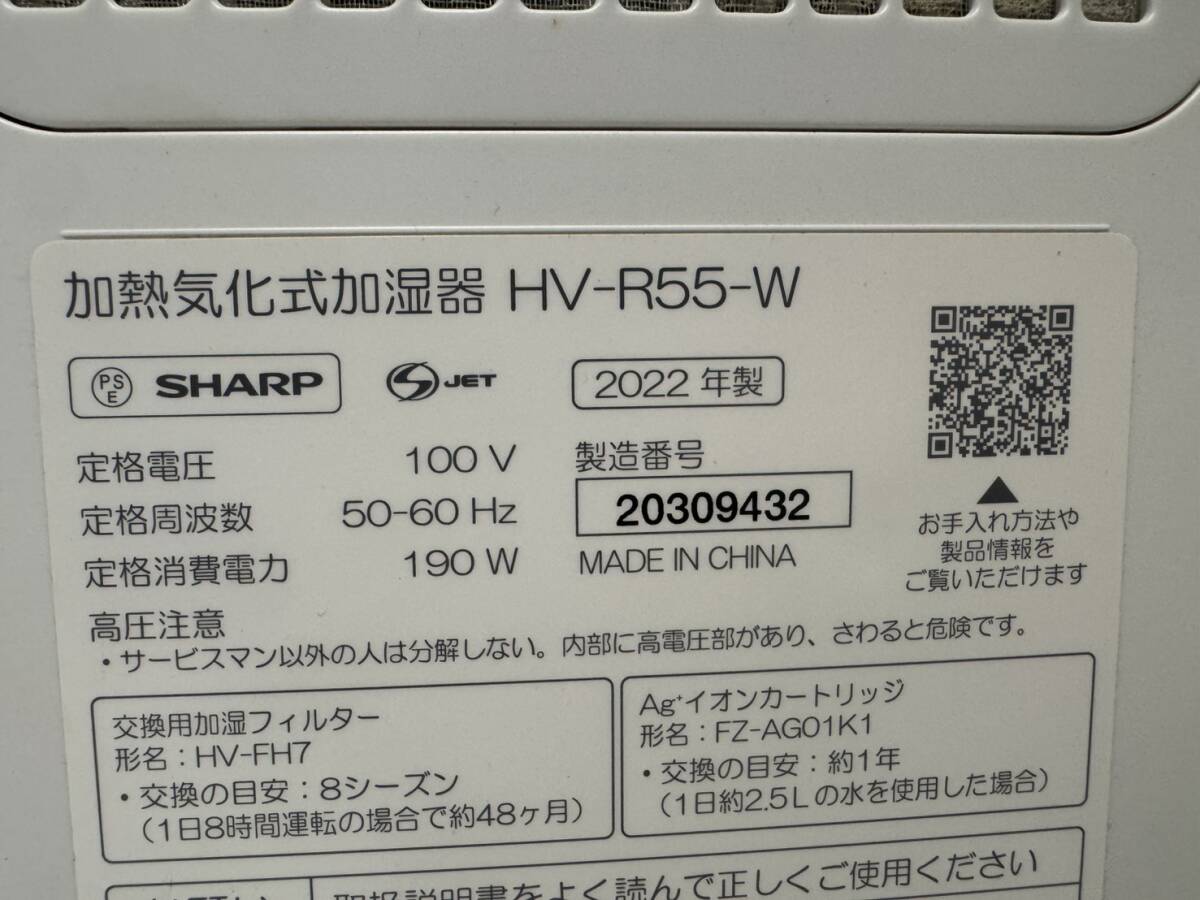 加熱気化式加湿器 HV-R55-W
PS E SHARP
S JET
2022 年製
定格電圧 100 V
定格周波数 50-60 Hz
定格消費電力 190 W
製造番号
20309432
MADE IN CHINA
お手入れ方法や
製品情報を
ご覧いただけます
高圧注意
・サービスマン以外の人は分解しない。内部に高電圧部があり、さわると危険です。
交換用加湿フィルター
形名:HV-FH7
・交換の目安:8シーズン
(1日8時間運転の場合で約48ヶ月)
Ag⁺イオンカートリッジ
形名:FZ-AG01K1
・交換の目安:約1年
(1日約2.5Lの水を使用した場合)
取扱説明書をよく読んで正しくご使用ください